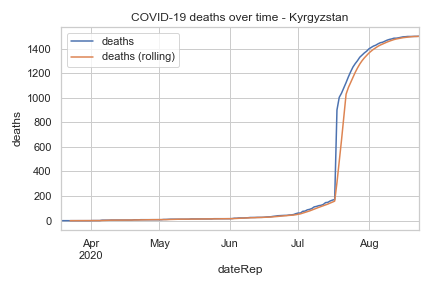 COVID-19 deaths over time - Kyrgyzstan
deaths
deaths (rolling)
1400
1200
1000
800
600
400
200
0
deaths
Apr
2020
May
Jun
Jul
Aug
dateRep